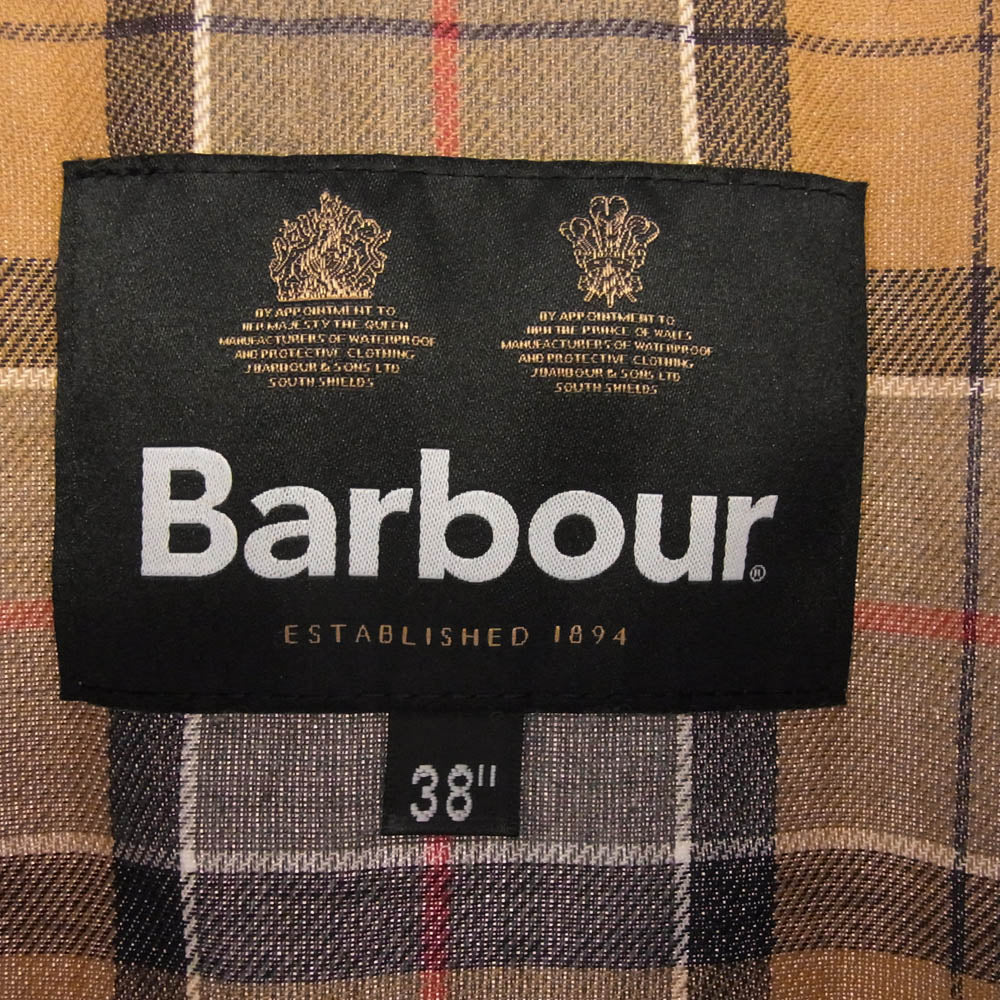 BY APPOINTMENT TO
HER MAJESTY THE QUEEN
MANUFACTURERS OF WATERPROOF
AND PROTECTIVE CLOTHING
J BARBOUR & SONS LTD
SOUTH SHIELDS
BY APPOINTMENT TO
HRH THE PRINCE OF WALES
MANUFACTURERS OF WATERPROOF
AND PROTECTIVE CLOTHING
J BARBOUR & SONS LTD
SOUTH SHIELDS
Barbour®
ESTABLISHED 1894
38"